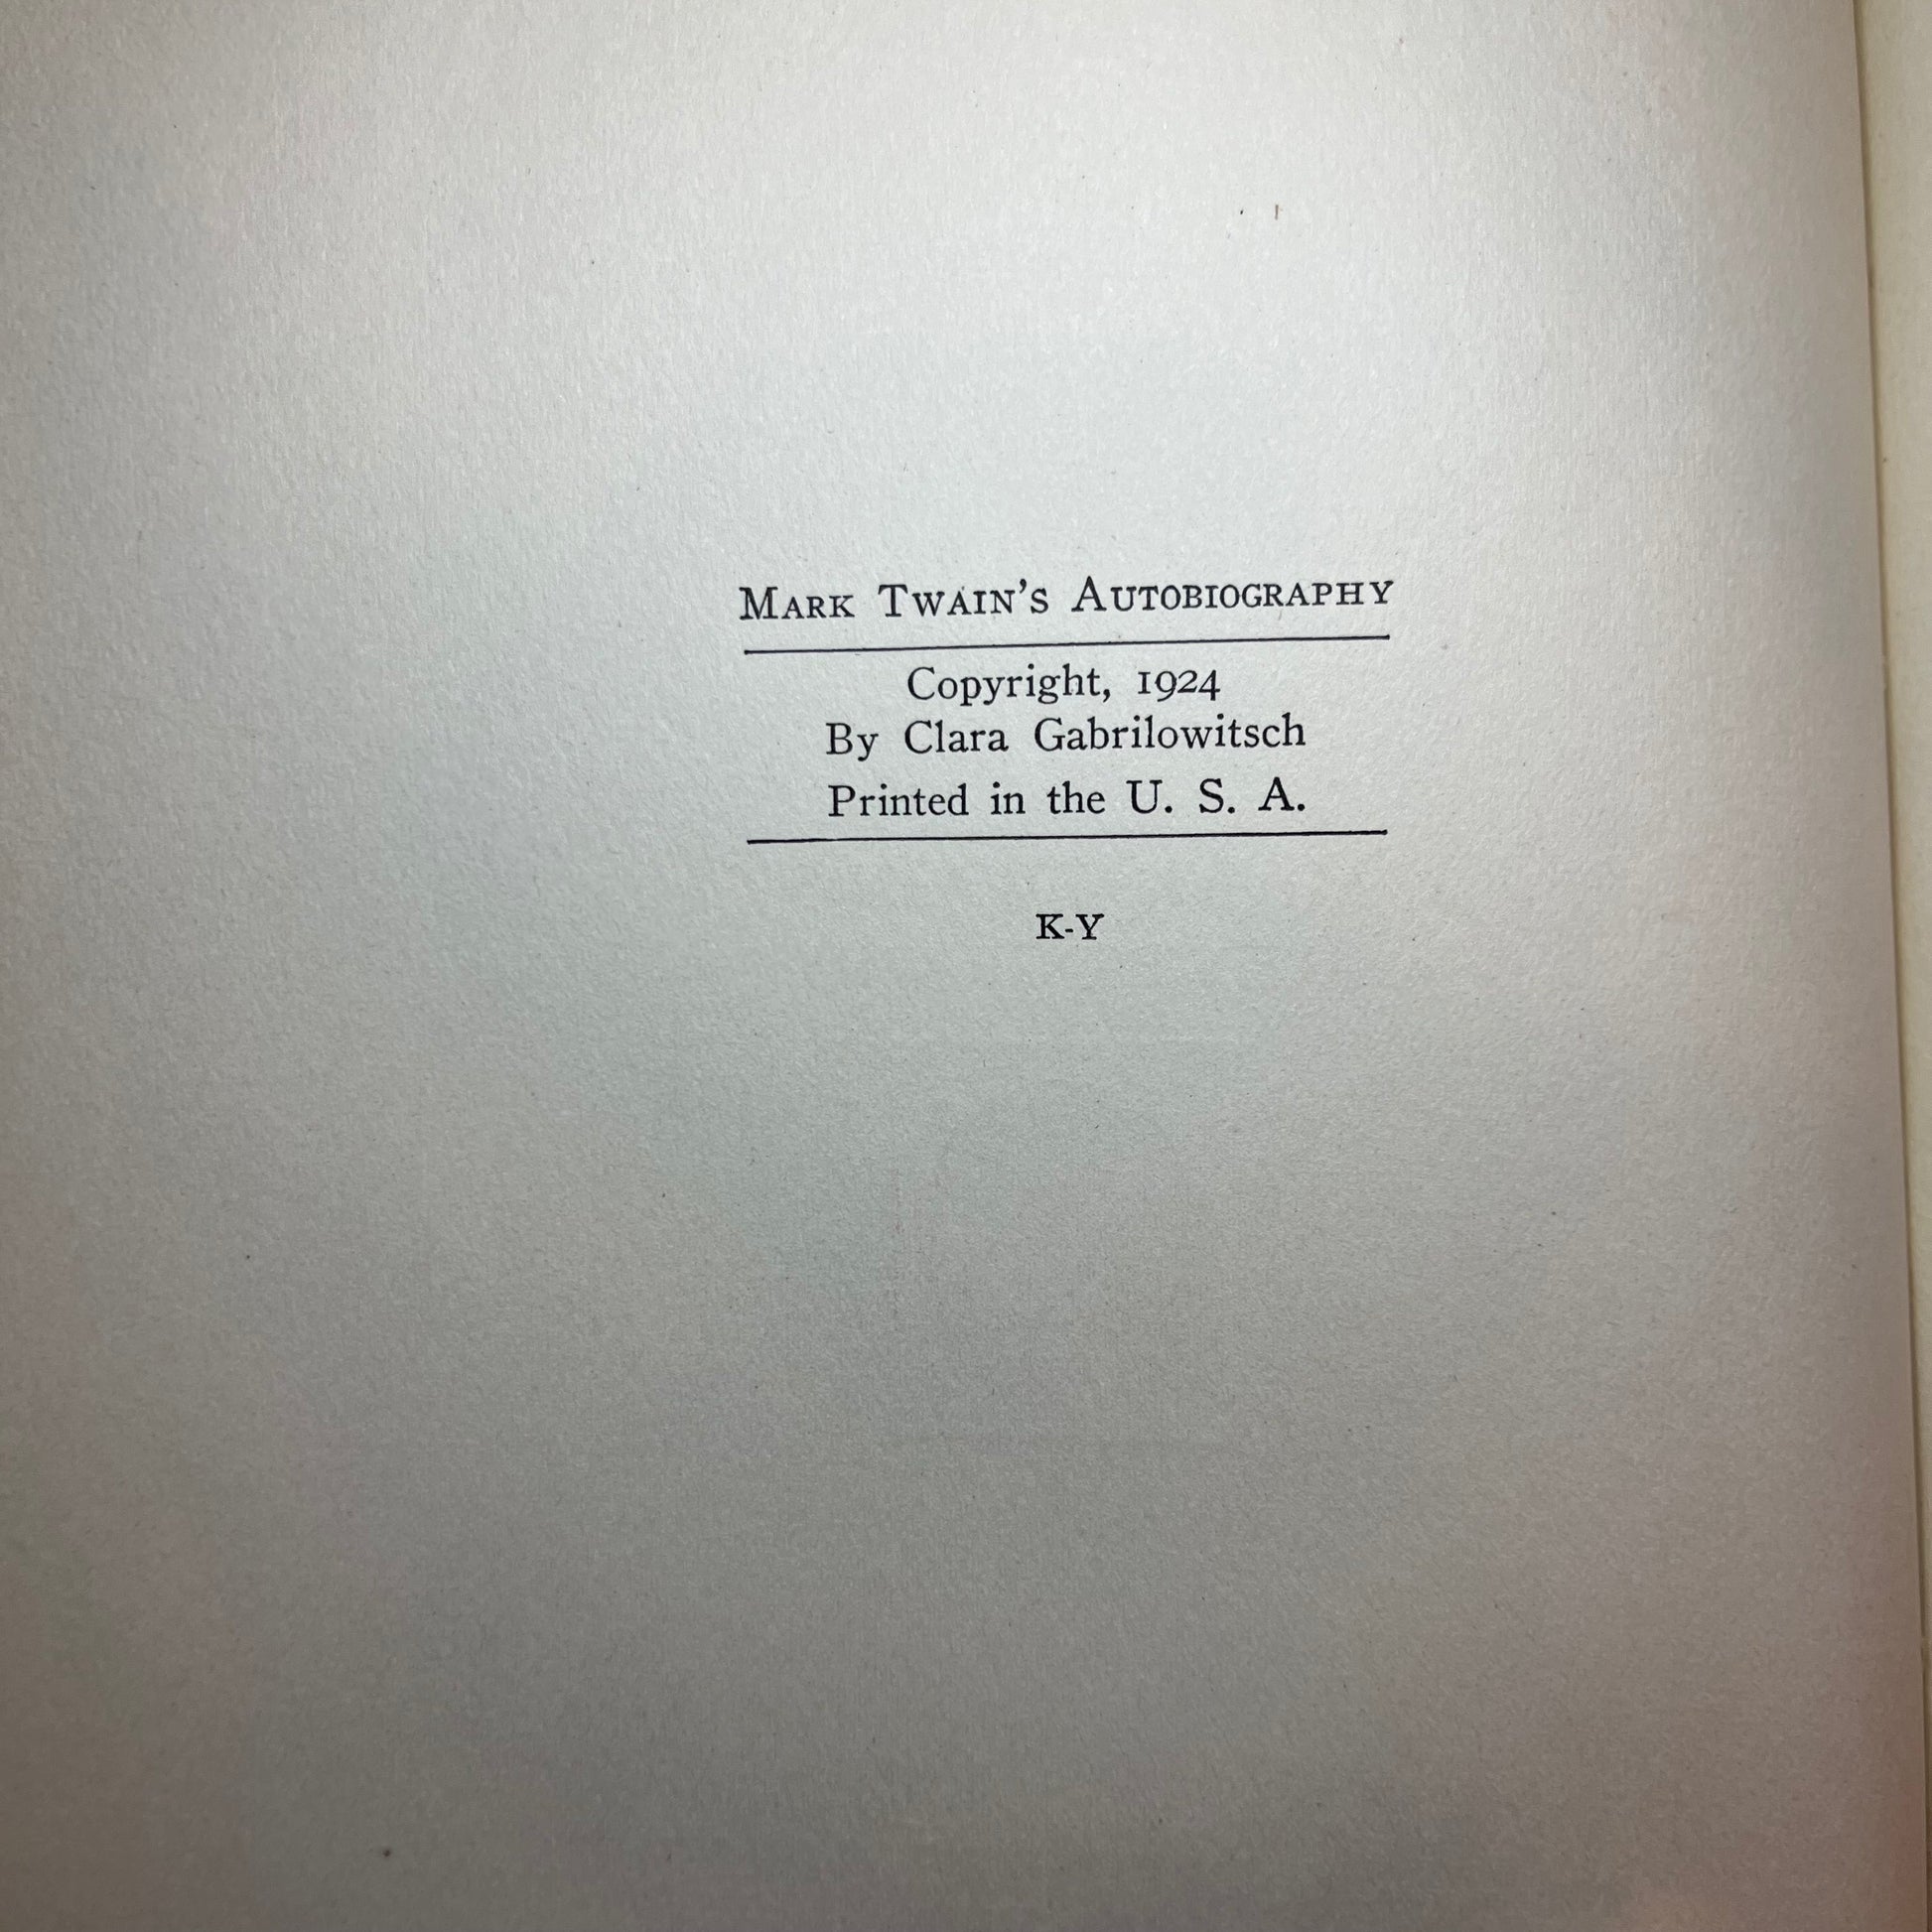 MARK TWAIN'S AUTOBIOGRAPHY
Copyright, 1924
By Clara Gabrilowitsch
Printed in the U. S. A.
K-Y